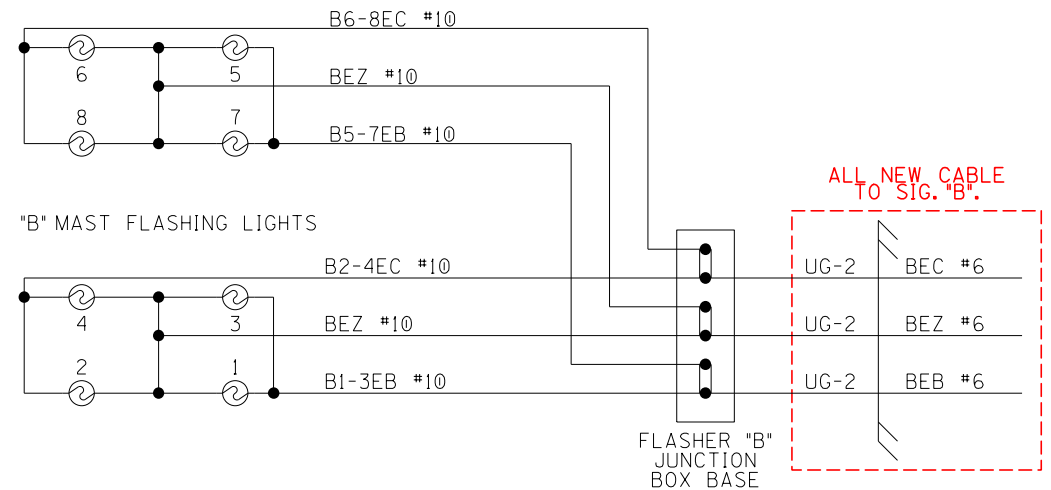 B6-8EC #10
6 5
BEZ #10
8 7
B5-7EB #10
ALL NEW CABLE
TO SIG. "B".
"B" MAST FLASHING LIGHTS
B2-4EC #10
UG-2 BEC #6
4 3
BEZ #10
UG-2 BEZ #6
2 1
B1-3EB #10
UG-2 BEB #6
FLASHER "B"
JUNCTION
BOX BASE